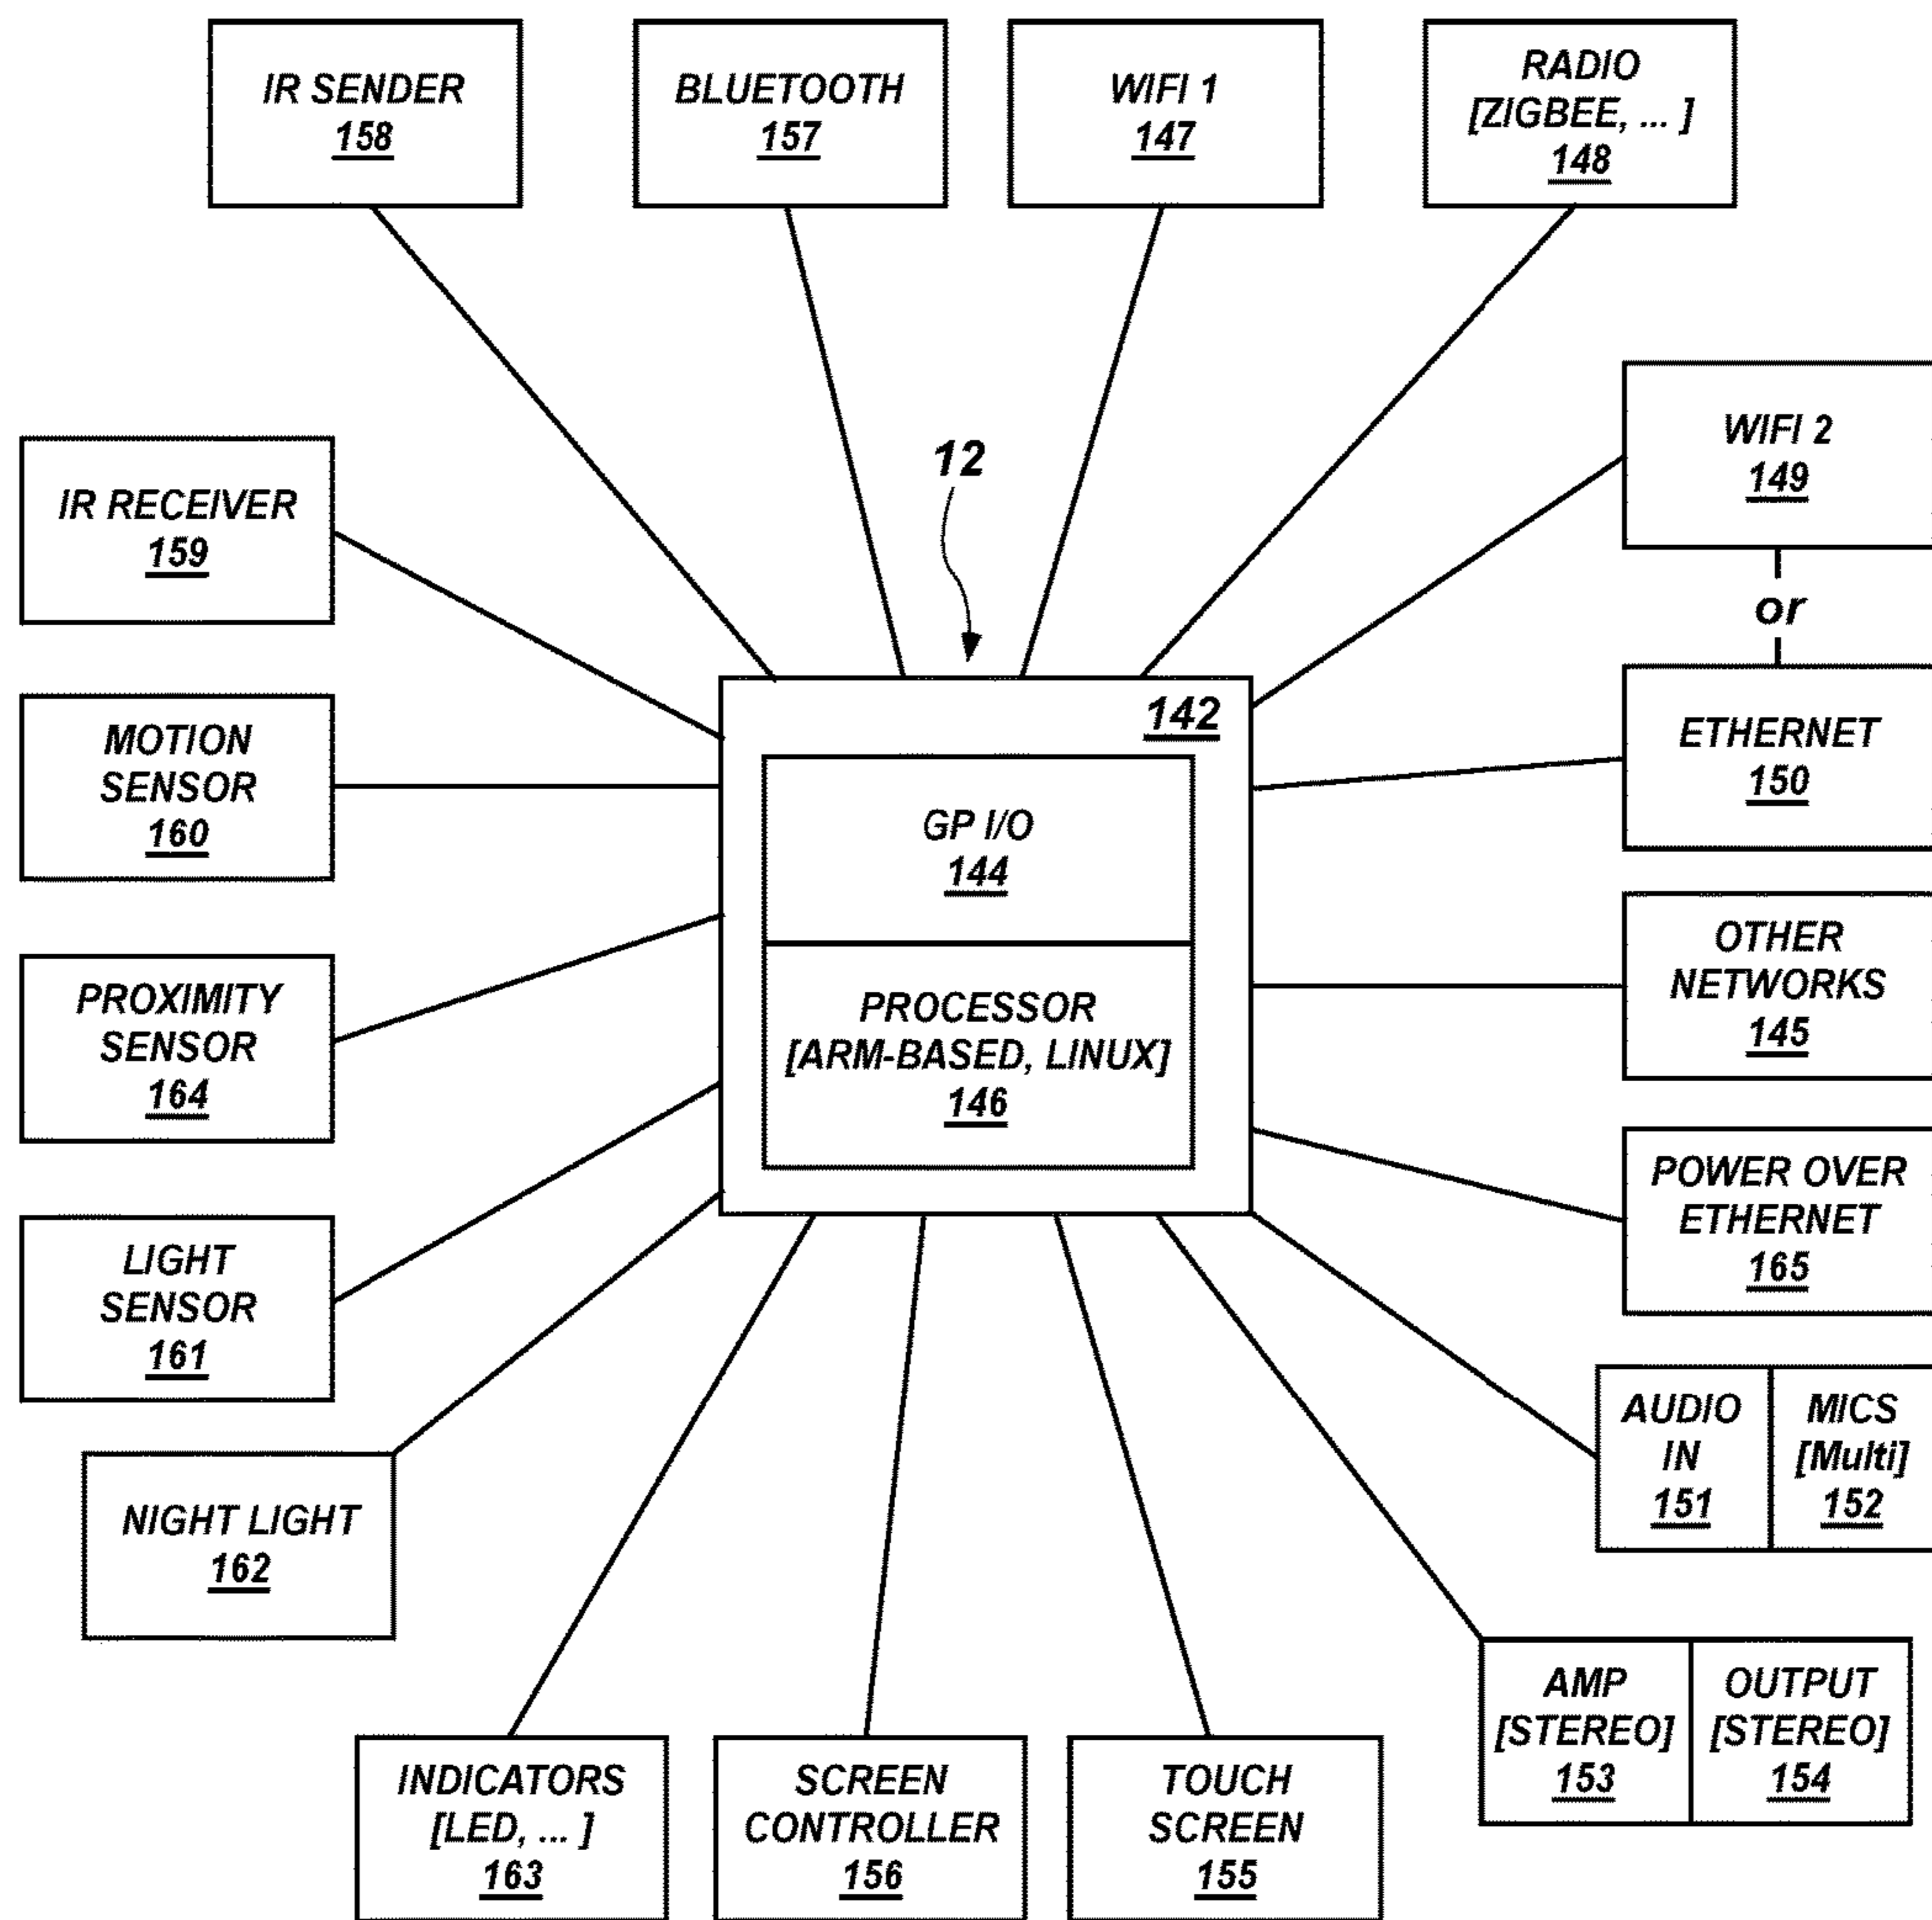 IR SENDER
158
BLUETOOTH
157
WIFI 1
147
RADIO
[ZIGBEE, ... ]
148
WIFI 2
149
or
12
IR RECEIVER
159
ETHERNET
150
142
MOTION
SENSOR
160
GP I/O
144
OTHER
NETWORKS
145
PROXIMITY
SENSOR
164
PROCESSOR
[ARM-BASED, LINUX]
146
POWER OVER
ETHERNET
165
LIGHT
SENSOR
161
AUDIO
IN
151
MICS
[Multi]
152
NIGHT LIGHT
162
AMP
[STEREO]
153
OUTPUT
[STEREO]
154
INDICATORS
[LED, ... ]
163
SCREEN
CONTROLLER
156
TOUCH
SCREEN
155